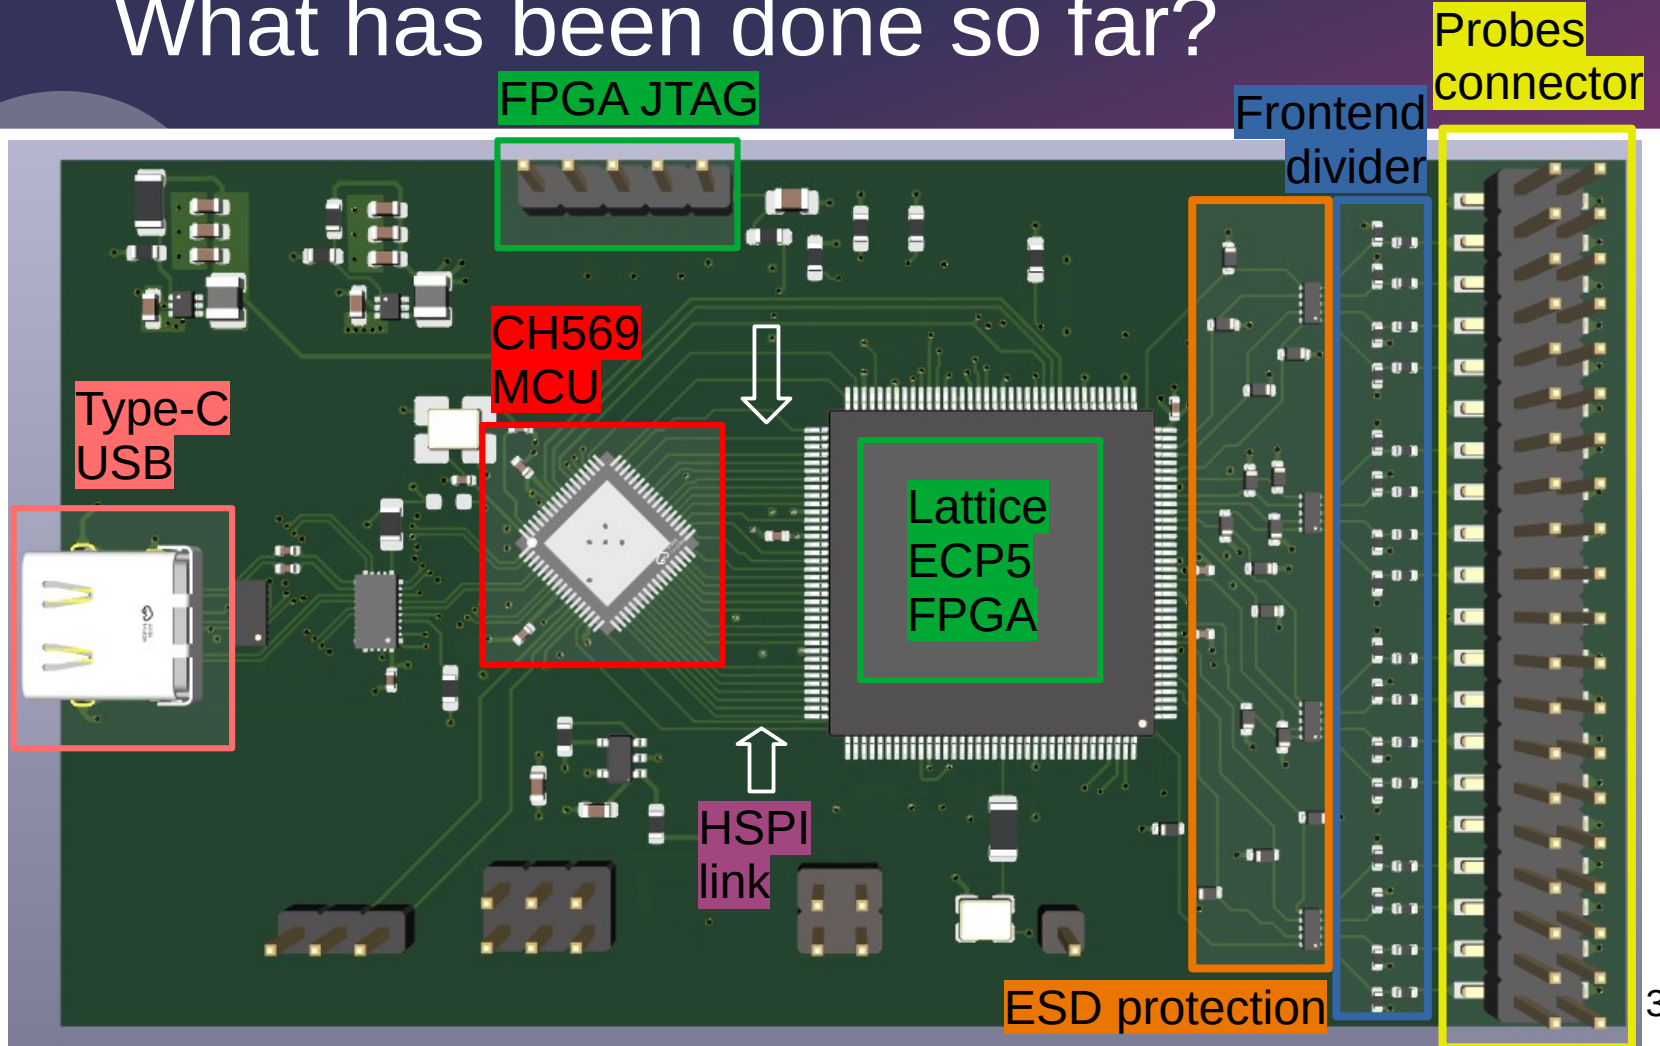 What has been done so far?
Probes
connector
FPGA JTAG
Frontend
divider
CH569
MCU
Type-C
USB
Lattice
ECP5
FPGA
HSPI
link
ESD protection
3